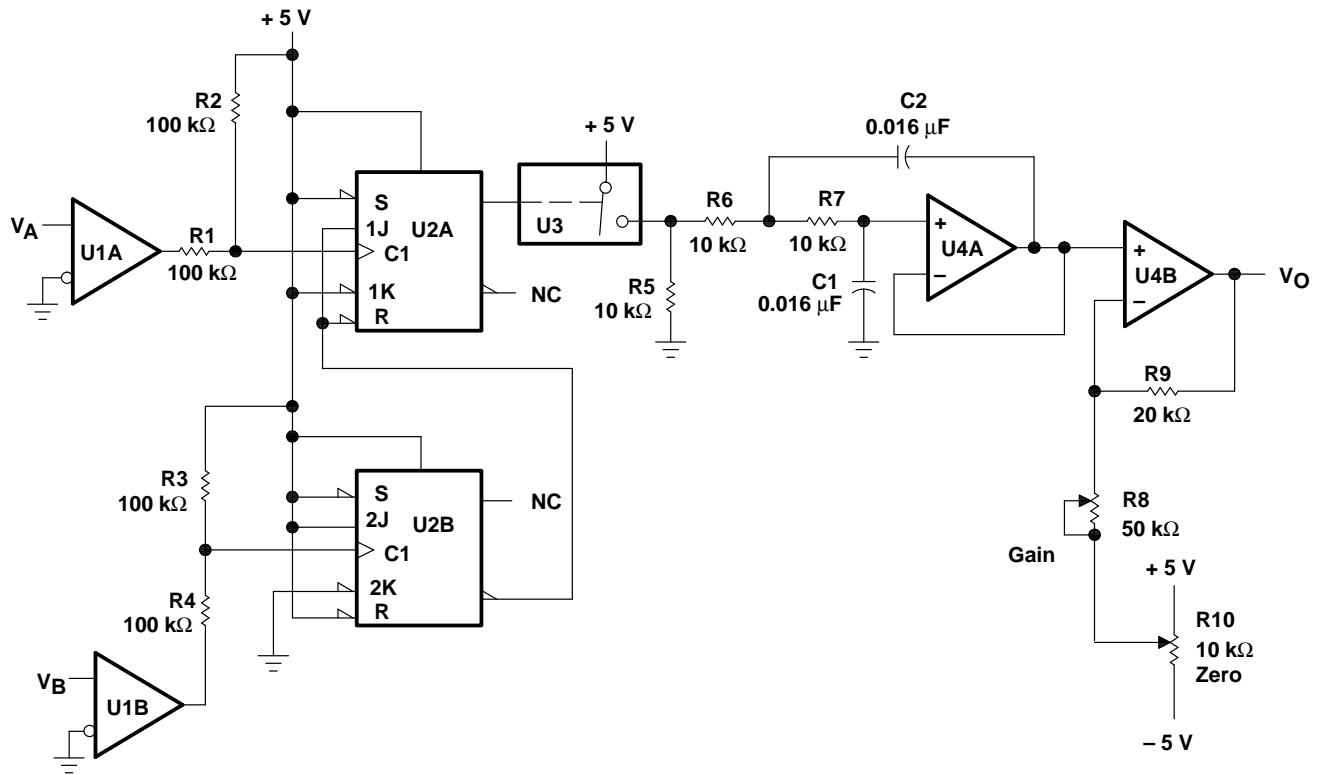 + 5 V
R2
100 kΩ
C2
0.016 μF
+ 5 V
VA
U1A
R1
100 kΩ
S
1J
U2A
C1
1K
R
NC
U3
R6
10 kΩ
R7
10 kΩ
R5
10 kΩ
C1
0.016 μF
+
U4A
–
+
U4B
–
VO
R9
20 kΩ
R3
100 kΩ
S
2J
U2B
C1
2K
R
NC
R8
50 kΩ
Gain
R4
100 kΩ
+ 5 V
R10
10 kΩ
Zero
– 5 V
VB
U1B